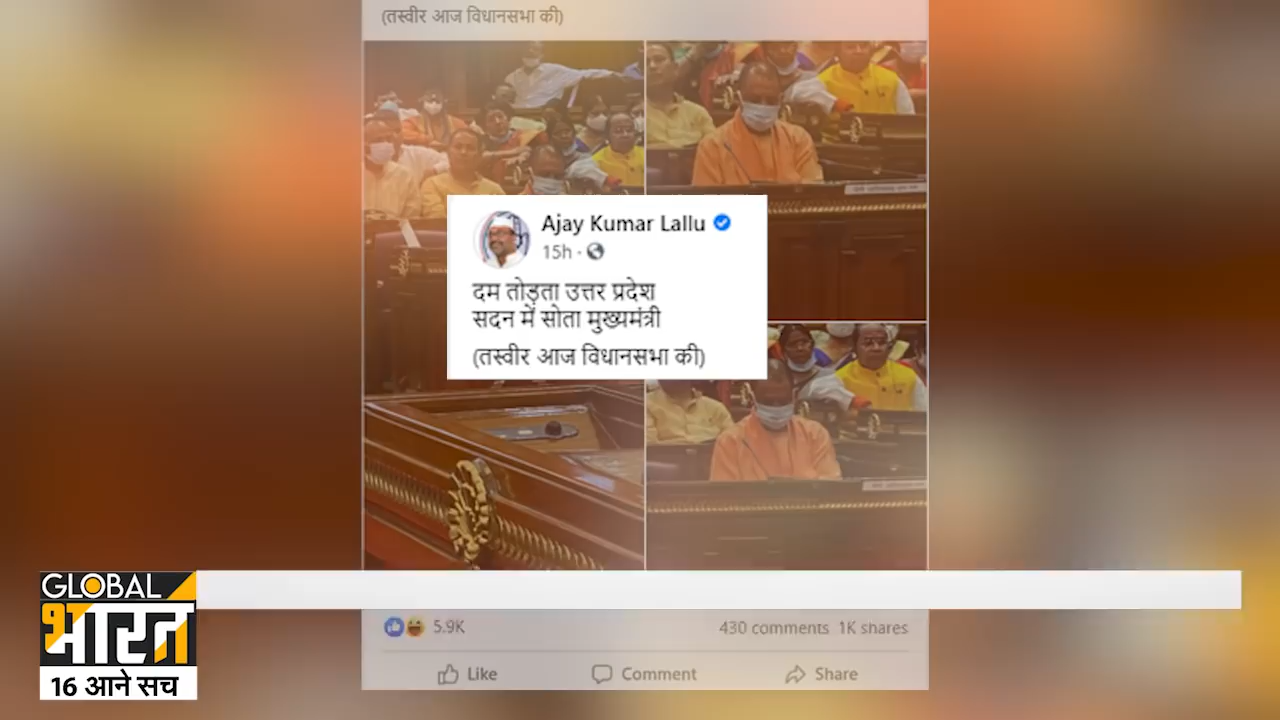 (तस्वीर आज विधानसभा की)
Ajay Kumar Lallu
15h
दम तोड़ता उत्तर प्रदेश
सदन में सोता मुख्यमंत्री
(तस्वीर आज विधानसभा की)
GLOBAL
भारत
16 आने सच
5.9K
430 comments 1K shares
Like Comment Share